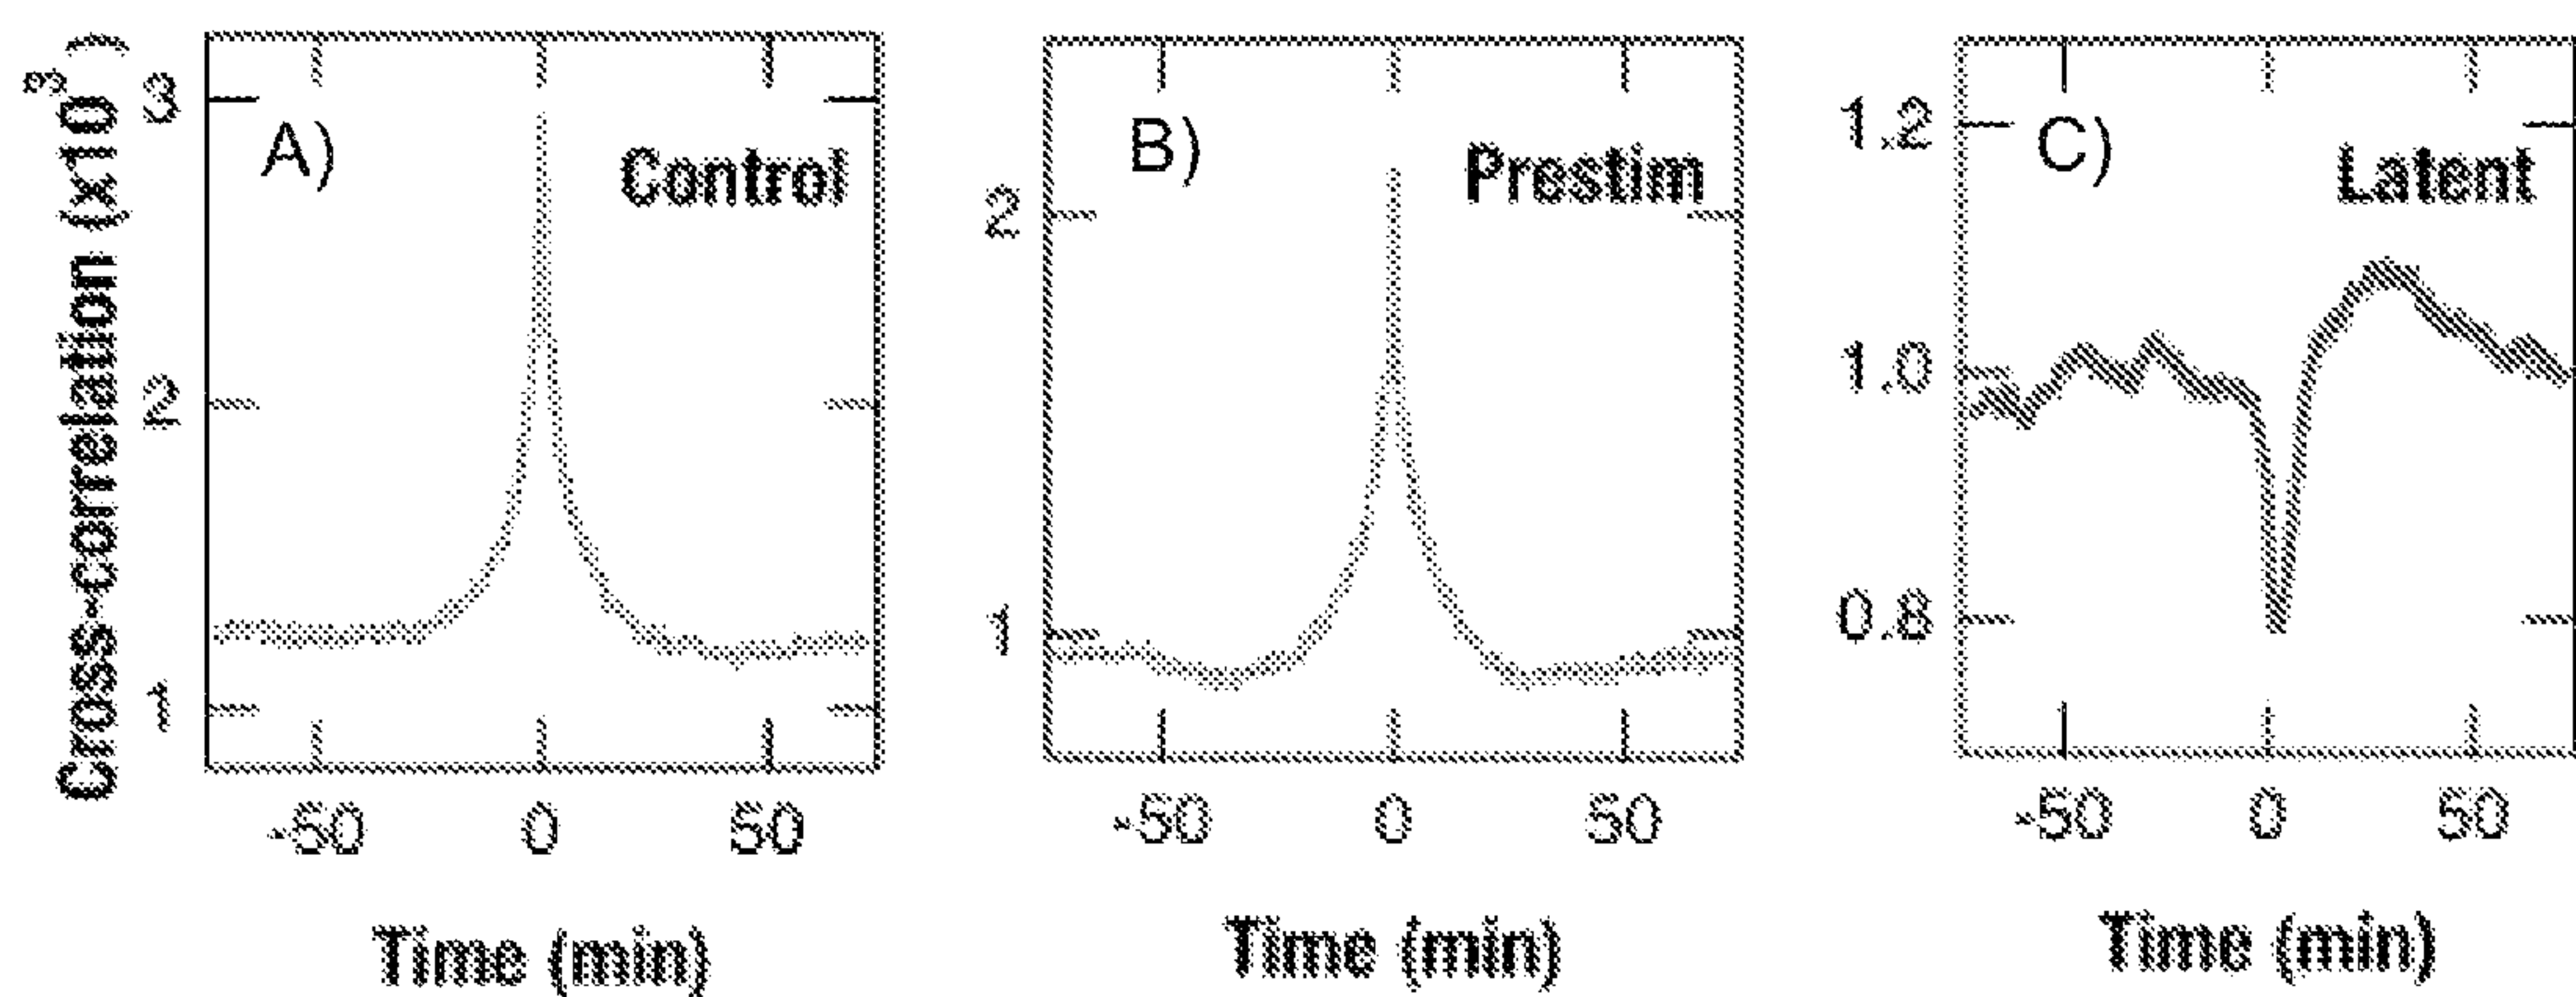 Cross-correlation (x10³)
3
2
1
A)
Control
-50 0 50
Time (min)
2
1
B)
Prestim
-50 0 50
Time (min)
1.2
1.0
0.8
C)
Latent
-50 0 50
Time (min)